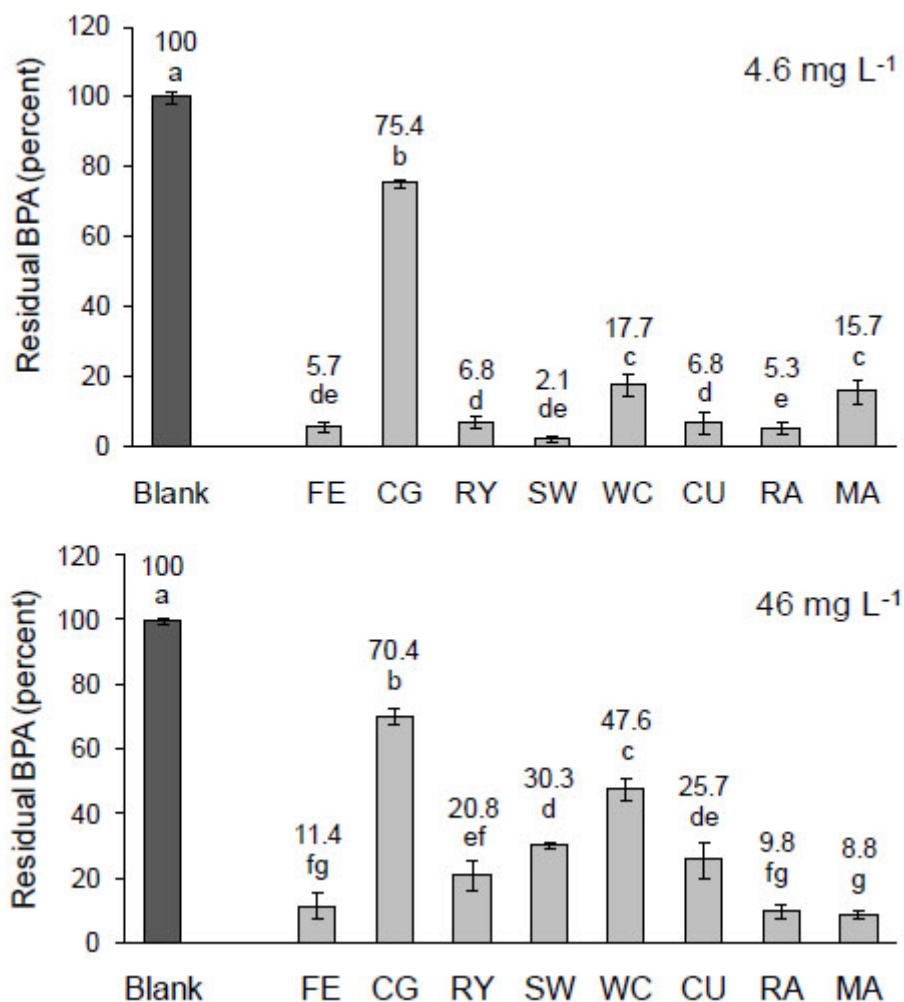 Residual BPA (percent)
4.6 mg L-1
120
100
80
60
40
20
0
100
a
5.7
de
75.4
b
6.8
d
2.1
de
17.7
c
6.8
d
5.3
e
15.7
c
Blank FE CG RY SW WC CU RA MA
Residual BPA (percent)
46 mg L-1
120
100
80
60
40
20
0
100
a
11.4
fg
70.4
b
20.8
ef
30.3
d
47.6
c
25.7
de
9.8
fg
8.8
g
Blank FE CG RY SW WC CU RA MA